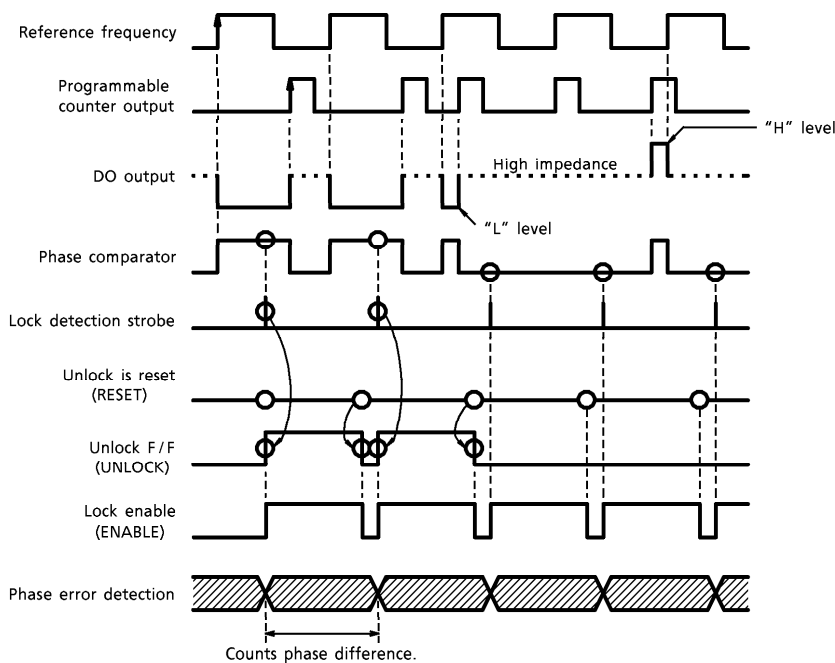 Reference frequency
Programmable
counter output
"H" level
High impedance
DO output
"L" level
Phase comparator
Lock detection strobe
Unlock is reset
(RESET)
Unlock F/F
(UNLOCK)
Lock enable
(ENABLE)
Phase error detection
Counts phase difference.